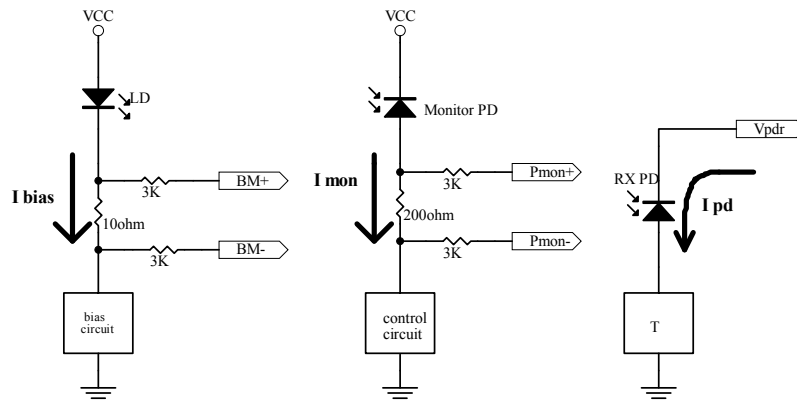 VCC
LD
I bias
3K
BM+
10ohm
3K
BM-
bias
circuit
VCC
Monitor PD
I mon
3K
Pmon+
200ohm
3K
Pmon-
control
circuit
Vpdr
RX PD
I pd
T